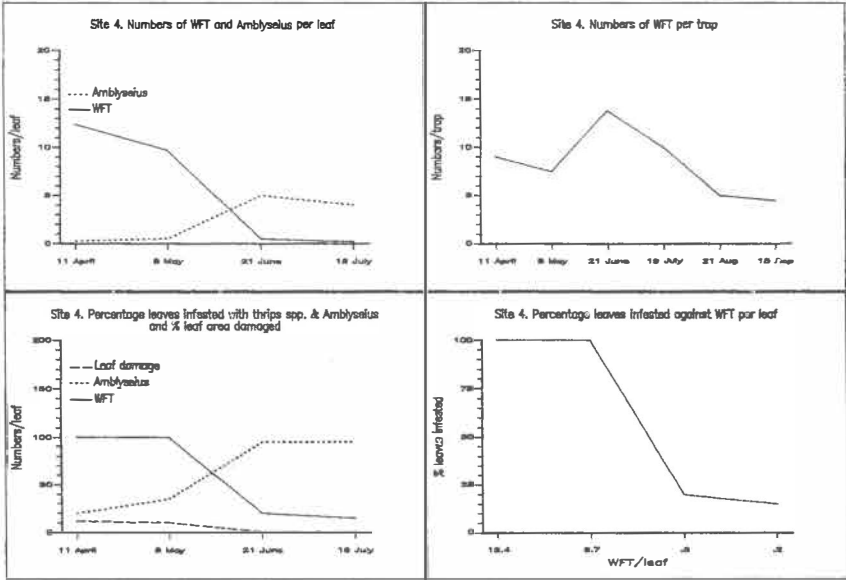 Site 4. Numbers of WFT and Amblyseius per leaf
20
15
10
5
0
Numbers/leaf
Amblyseius
WFT
11 April
9 May
21 June
18 July
Site 4. Numbers of WFT per trap
20
15
10
5
0
Numbers/trap
11 April
9 May
21 June
18 July
21 Aug
Sep
Site 4. Percentage leaves infested with thrips spp. & Amblyseius
and % leaf area damaged
200
150
100
50
0
Numbers/leaf
Leaf damage
Amblyseius
WFT
11 April
9 May
21 June
18 July
Site 4. Percentage leaves infested against WFT per leaf
100
75
50
25
0
% leaves infested
12.4
9.7
.5
.2
WFT/leaf